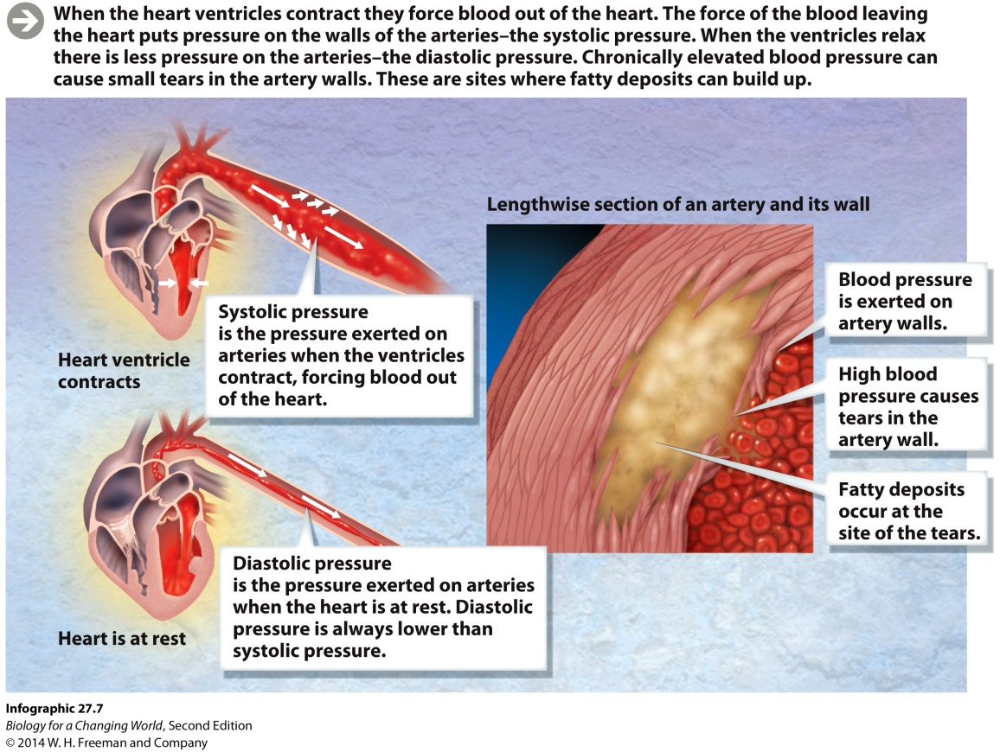 When the heart ventricles contract they force blood out of the heart. The force of the blood leaving
the heart puts pressure on the walls of the arteries–the systolic pressure. When the ventricles relax
there is less pressure on the arteries–the diastolic pressure. Chronically elevated blood pressure can
cause small tears in the artery walls. These are sites where fatty deposits can build up.
Systolic pressure
is the pressure exerted on
arteries when the ventricles
contract, forcing blood out
of the heart.
Heart ventricle
contracts
Diastolic pressure
is the pressure exerted on arteries
when the heart is at rest. Diastolic
pressure is always lower than
systolic pressure.
Heart is at rest
Lengthwise section of an artery and its wall
Blood pressure
is exerted on
artery walls.
High blood
pressure causes
tears in the
artery wall.
Fatty deposits
occur at the
site of the tears.
Infographic 27.7
Biology for a Changing World, Second Edition
© 2014 W. H. Freeman and Company